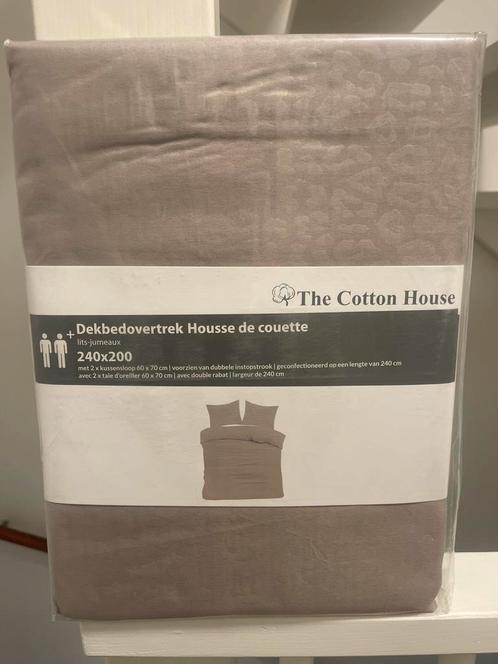 The Cotton House
+ Dekbedovertrek Housse de couette
lits-jumeaux
240x200
met 2 x kussensloop 60 x 70 cm | voorzien van dubbele instopstrook | geconfectioneerd op een lengte van 240 cm
avec 2 x taie d'oreiller 60 x 70 cm | avec double rabat | largeur de 240 cm